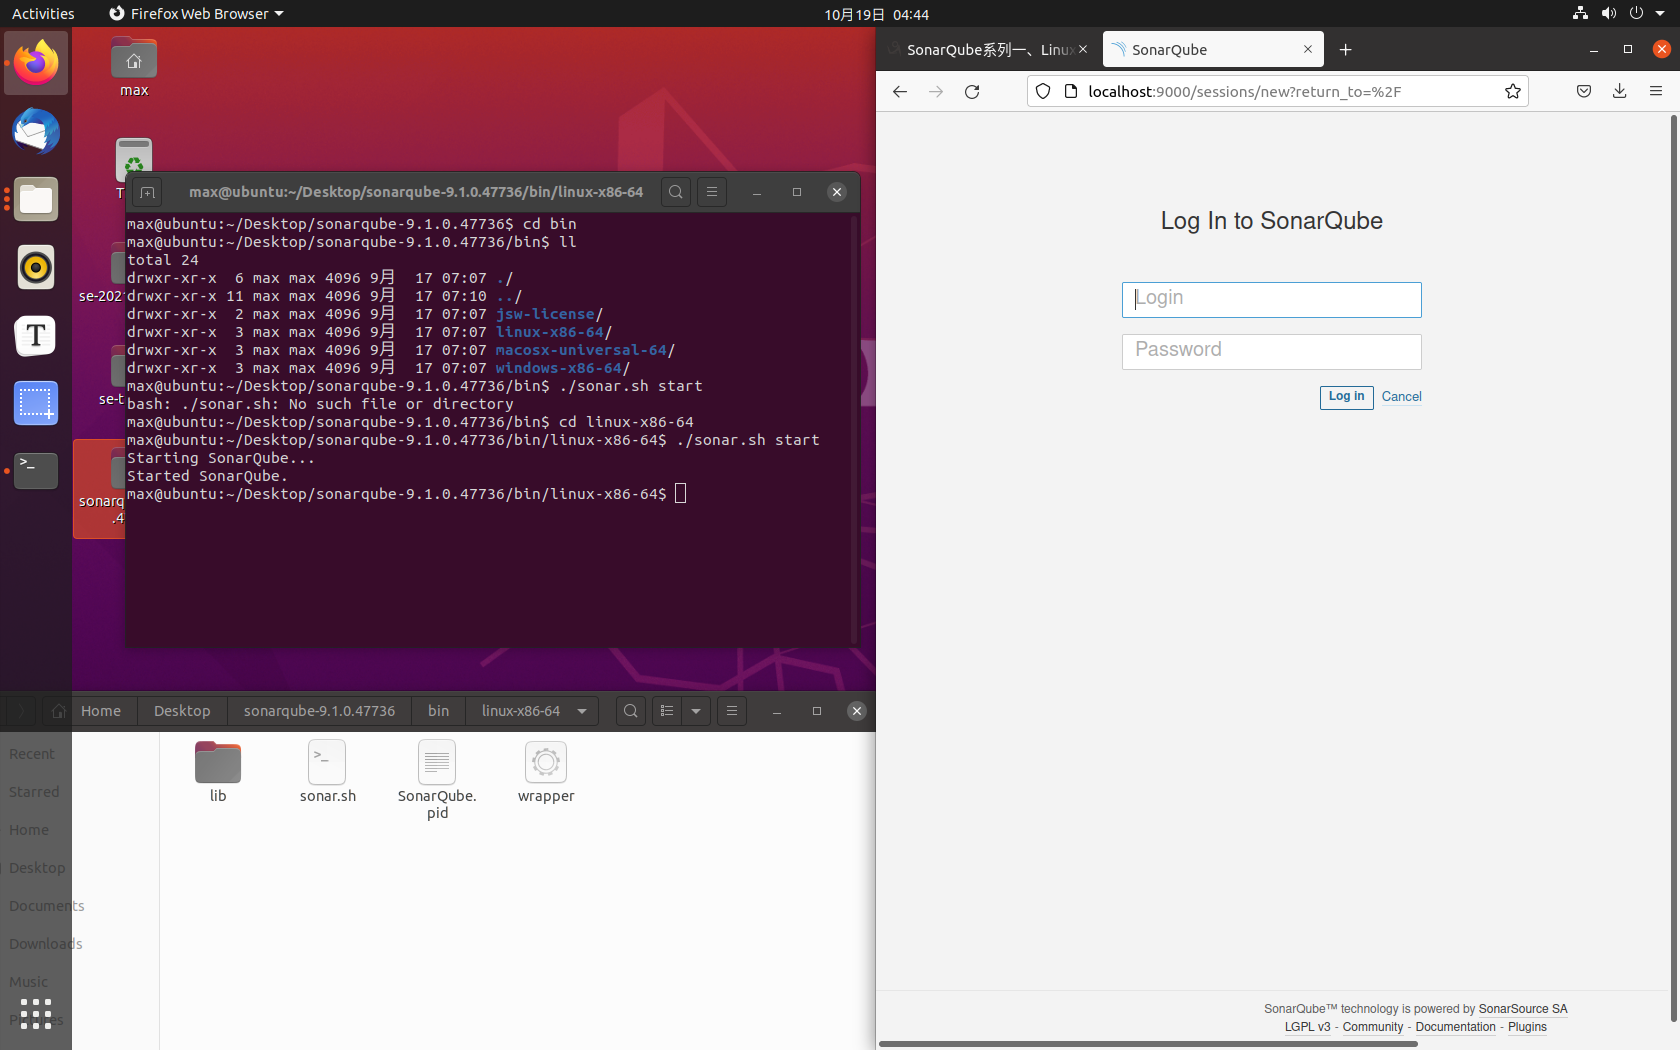 Activities
Firefox Web Browser
10月19日 04:44
max
se-202
se-t
sonarq
.4
max@ubuntu:~/Desktop/sonarqube-9.1.0.47736/bin/linux-x86-64
max@ubuntu:~/Desktop/sonarqube-9.1.0.47736$ cd bin
max@ubuntu:~/Desktop/sonarqube-9.1.0.47736/bin$ ll
total 24
drwxr-xr-x  6 max max 4096 9月  17 07:07 ./
drwxr-xr-x 11 max max 4096 9月  17 07:10 ../
drwxr-xr-x  2 max max 4096 9月  17 07:07 jsw-license/
drwxr-xr-x  3 max max 4096 9月  17 07:07 linux-x86-64/
drwxr-xr-x  3 max max 4096 9月  17 07:07 macosx-universal-64/
drwxr-xr-x  3 max max 4096 9月  17 07:07 windows-x86-64/
max@ubuntu:~/Desktop/sonarqube-9.1.0.47736/bin$ ./sonar.sh start
bash: ./sonar.sh: No such file or directory
max@ubuntu:~/Desktop/sonarqube-9.1.0.47736/bin$ cd linux-x86-64
max@ubuntu:~/Desktop/sonarqube-9.1.0.47736/bin/linux-x86-64$ ./sonar.sh start
Starting SonarQube...
Started SonarQube.
max@ubuntu:~/Desktop/sonarqube-9.1.0.47736/bin/linux-x86-64$
Home
Desktop
sonarqube-9.1.0.47736
bin
linux-x86-64
Recent
Starred
Home
Desktop
Documents
Downloads
Music
Pictures
lib
sonar.sh
SonarQube.
pid
wrapper
SonarQube系列一、Linux
SonarQube
localhost:9000/sessions/new?return_to=%2F
Log In to SonarQube
Login
Password
Log in
Cancel
SonarQube™ technology is powered by SonarSource SA
LGPL v3 - Community - Documentation - Plugins